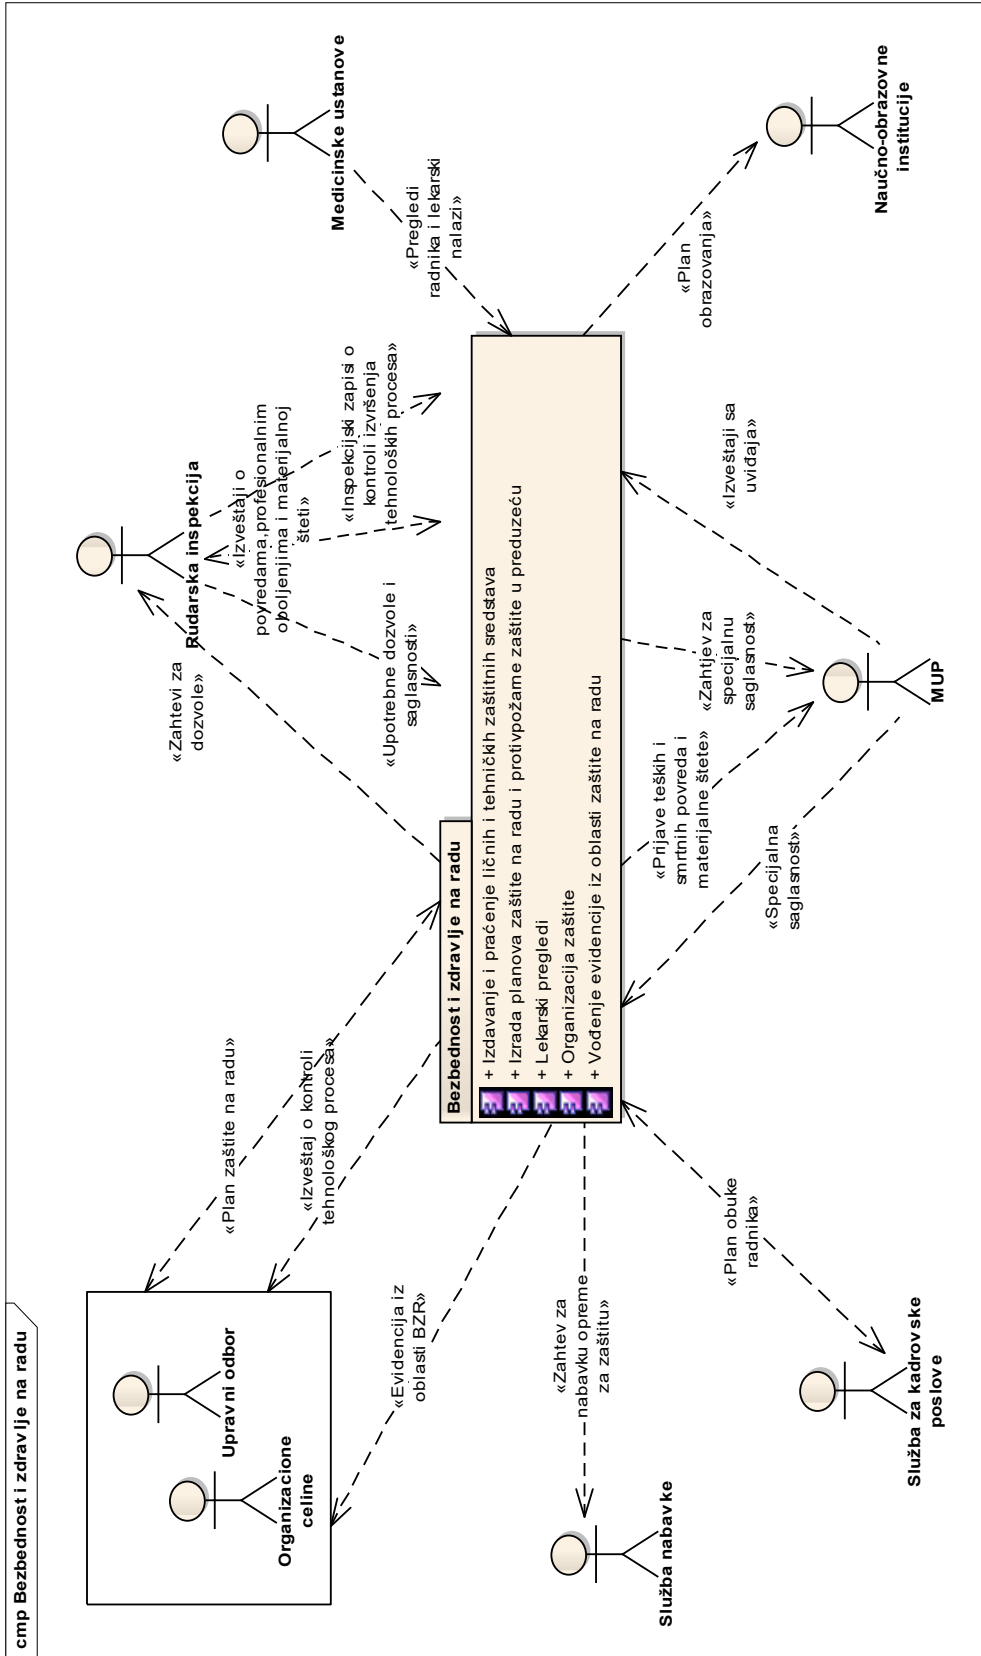 cmp Bezbednost i zdravlje na radu
Upravni odbor
Organizacione
celine
«Plan zaštite na radu»
«Izveštaj o kontroli
tehnološkog procesa»
«Zahtevi za
dozvole»
Rudarska inspekcija
«Izveštaji o
povredama,profesionalnim
oboljenjima i materijalnoj
šteti»
«Inspekcijski zapisi o
kontroli izvršenja
tehnoloških procesa»
«Upotrebne dozvole i
saglasnosti»
Medicinske ustanove
«Pregledi
radnika i lekarski
nalazi»
«Evidencija iz
oblasti BZR»
Bezbednost i zdravlje na radu
+ Izdavanje i praćenje ličnih i tehničkih zaštitnih sredstava
+ Izrada planova zaštite na radu i protivpožarne zaštite u preduzeću
+ Lekarski pregledi
+ Organizacija zaštite
+ Vođenje evidencije iz oblasti zaštite na radu
«Zahtev za
nabavku opreme
za zaštitu»
Služba nabavke
«Plan obuke
radnika»
Služba za kadrovske
poslove
«Specijalna
saglasnost»
«Prijave teških i
smrtnih povreda i
materijalne štete»
«Zahtjev za
specijalnu
saglasnost»
MUP
«Izveštaji sa
uviđaja»
«Plan
obrazovanja»
Naučno-obrazovne
institucije